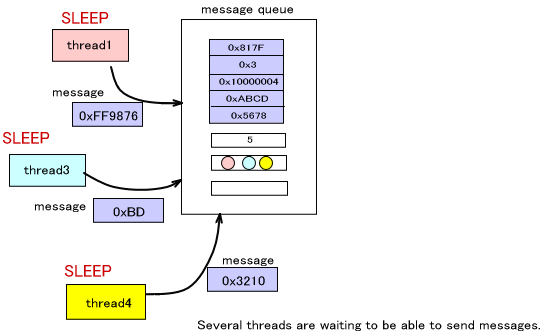 message queue
SLEEP
thread1
0x817F
0x3
0x10000004
0xABCD
0x5678
message
0xFF9876
5
SLEEP
thread3
message
0xBD
message
SLEEP
0x3210
thread4
Several threads are waiting to be able to send messages.